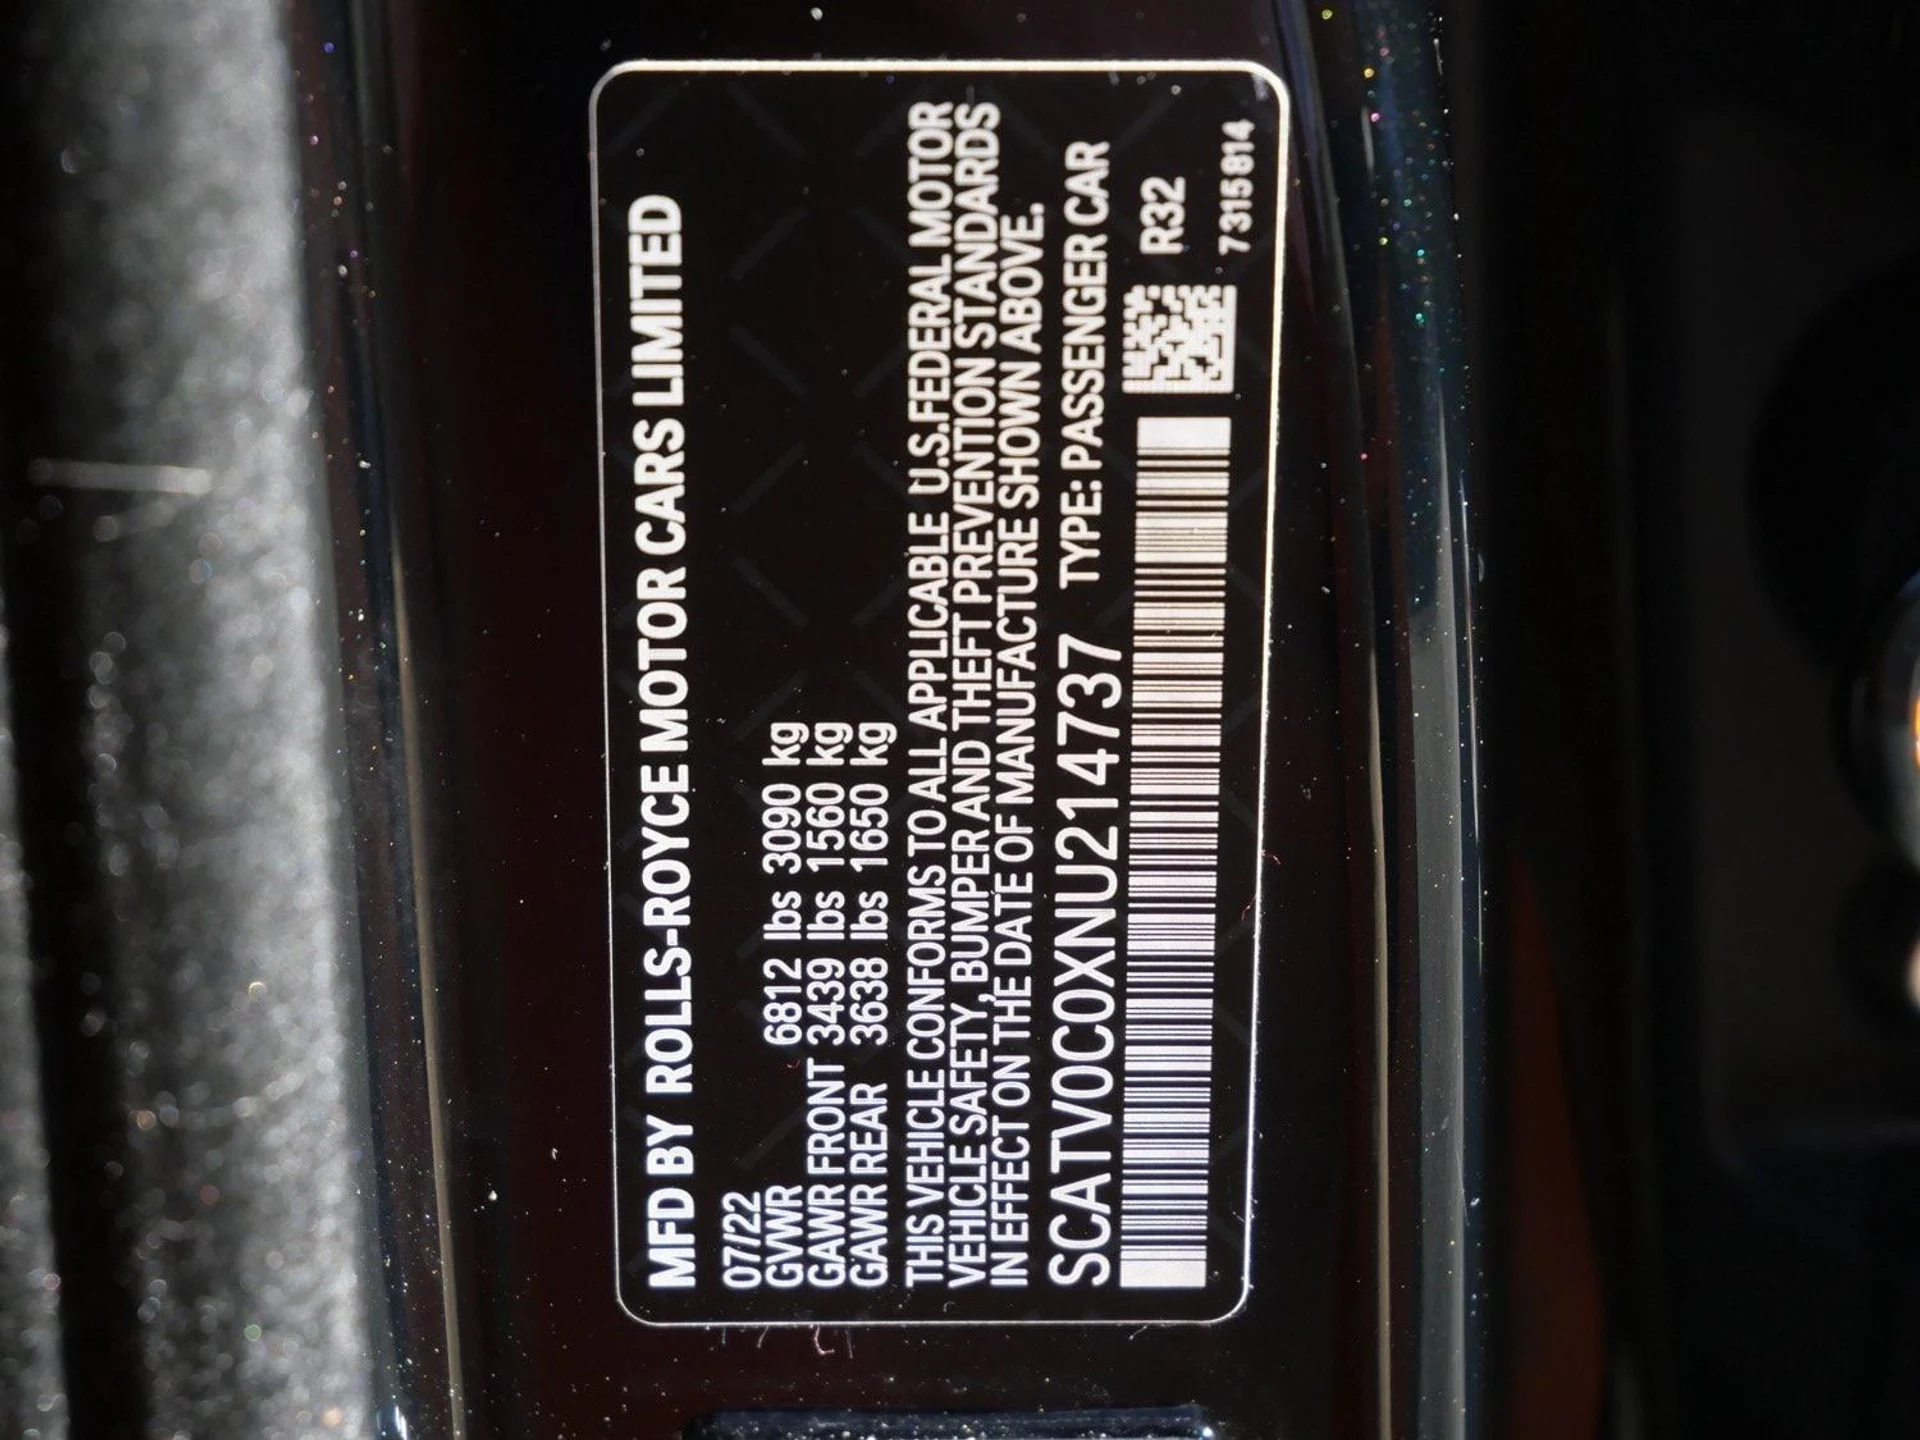 MFD BY ROLLS-ROYCE MOTOR CARS LIMITED
07/22
GVWR 6812 lbs 3090 kg
GAWR FRONT 3439 lbs 1560 kg
GAWR REAR 3638 lbs 1650 kg
THIS VEHICLE CONFORMS TO ALL APPLICABLE U.S.FEDERAL MOTOR
VEHICLE SAFETY, BUMPER AND THEFT PREVENTION STANDARDS
IN EFFECT ON THE DATE OF MANUFACTURE SHOWN ABOVE.
SCATV0C0XNU214737 TYPE: PASSENGER CAR
R32
7315814